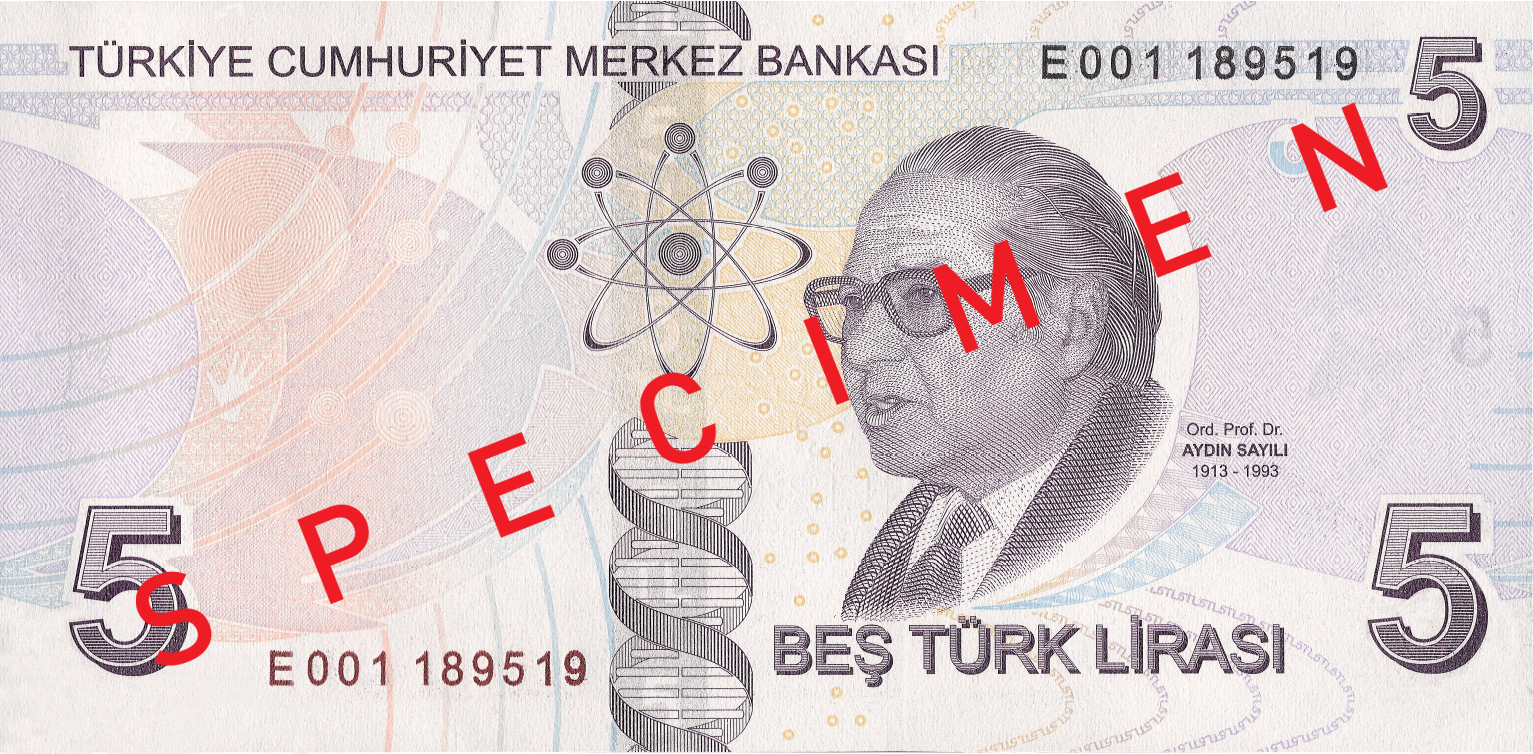 TÜRKİYE CUMHURİYET MERKEZ BANKASI
E001 189519
5
SPECIMEN
Ord. Prof. Dr.
AYDIN SAYILI
1913 - 1993
5
5
E001 189519
BEŞ TÜRK LİRASI
5